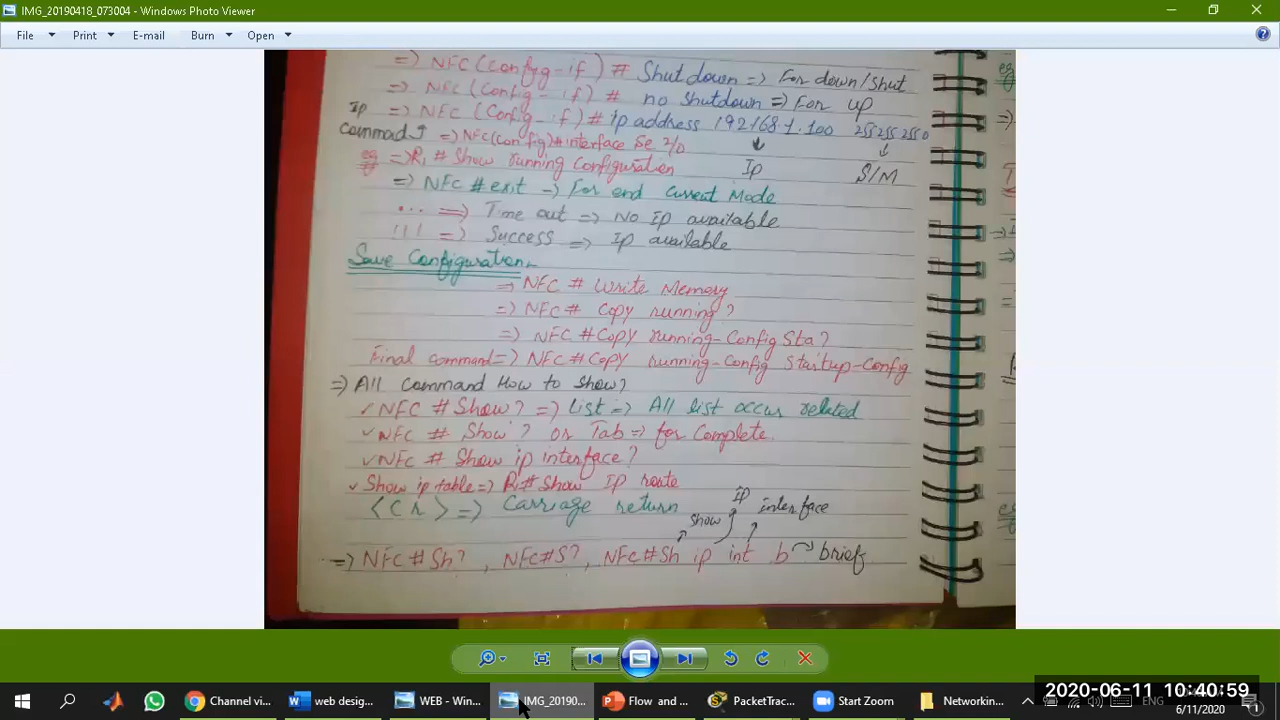 IMG_20190418_073004 - Windows Photo Viewer
File Print E-mail Burn Open
=> NFC (Config-if) # Shutdown => For down/Shut
=> NFC (Config-if) # no shutdown => For up
Ip => NFC (Config-if) # ip address 192.168.1.100 255 255 255 0
Command => NFC(config)# interface Se 2/0
Ip S/M
eg => R1 # Show running Configuration
=> NFC # exit => For end current Mode
... => Time out => No Ip available
!!! => Success => Ip available
Save Configuration
=> NFC # Write Memory
=> NFC # Copy running ?
=> NFC # Copy running-Config Sta ?
Final command => NFC # Copy running-Config Startup-Config
=> All Command How to Show?
✓ NFC # Show? => List => All list occurs related
✓ NFC # Show ? or Tab => for Complete.
✓ NFC # Show ip interface ?
✓ Show ip table => R1 # Show IP route
<Cr> => Carriage return
show Ip interface
=> NFC # Sh? , NFC#S? , NFC#Sh ip int b brief
Channel vi... web desig... WEB - Win... IMG_20190... Flow and ... PacketTrac... Start Zoom Networkin... ENG
2020-06-11 10:40:59
6/11/2020